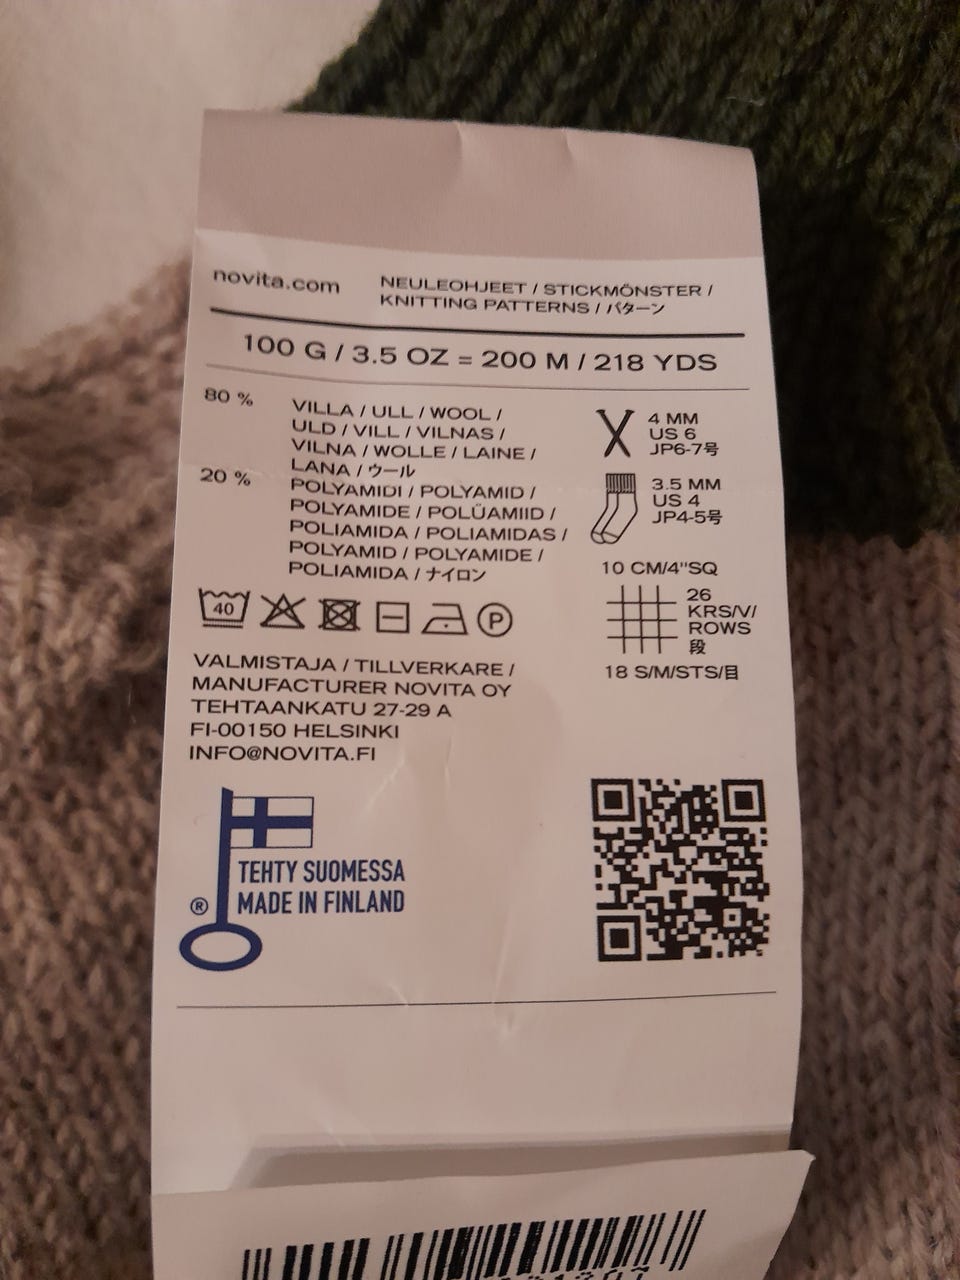 novita.com
NEULEOHJEET / STICKMÖNSTER /
KNITTING PATTERNS / パターン
100 G / 3.5 OZ = 200 M / 218 YDS
80 %
VILLA / ULL / WOOL /
ULD / VILL / VILNAS /
VILNA / WOLLE / LAINE /
LANA / ウール
20 %
POLYAMIDI / POLYAMID /
POLYAMIDE / POLÜAMIID /
POLIAMIDA / POLIAMIDAS /
POLYAMID / POLYAMIDE /
POLIAMIDA / ナイロン
4 MM
US 6
JP6-7号
3.5 MM
US 4
JP4-5号
10 CM/4"SQ
26
KRS/V/
ROWS
段
18 S/M/STS/目
40
P
VALMISTAJA / TILLVERKARE /
MANUFACTURER NOVITA OY
TEHTAANKATU 27-29 A
FI-00150 HELSINKI
INFO@NOVITA.FI
TEHTY SUOMESSA
® MADE IN FINLAND